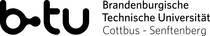 b-tu
Brandenburgische
Technische Universität
Cottbus - Senftenberg